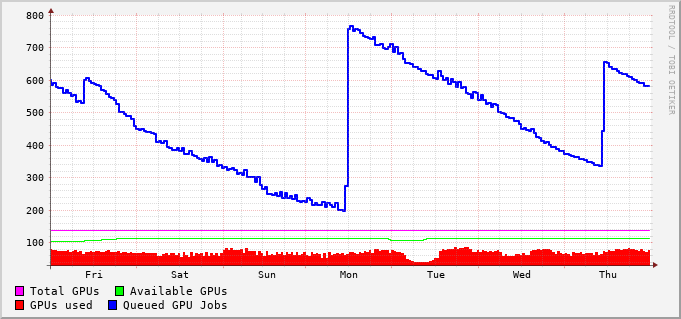 800
700
600
500
400
300
200
100
Fri Sat Sun Mon Tue Wed Thu
Total GPUs Available GPUs
GPUs used Queued GPU Jobs
RRDTOOL / TOBI OETIKER